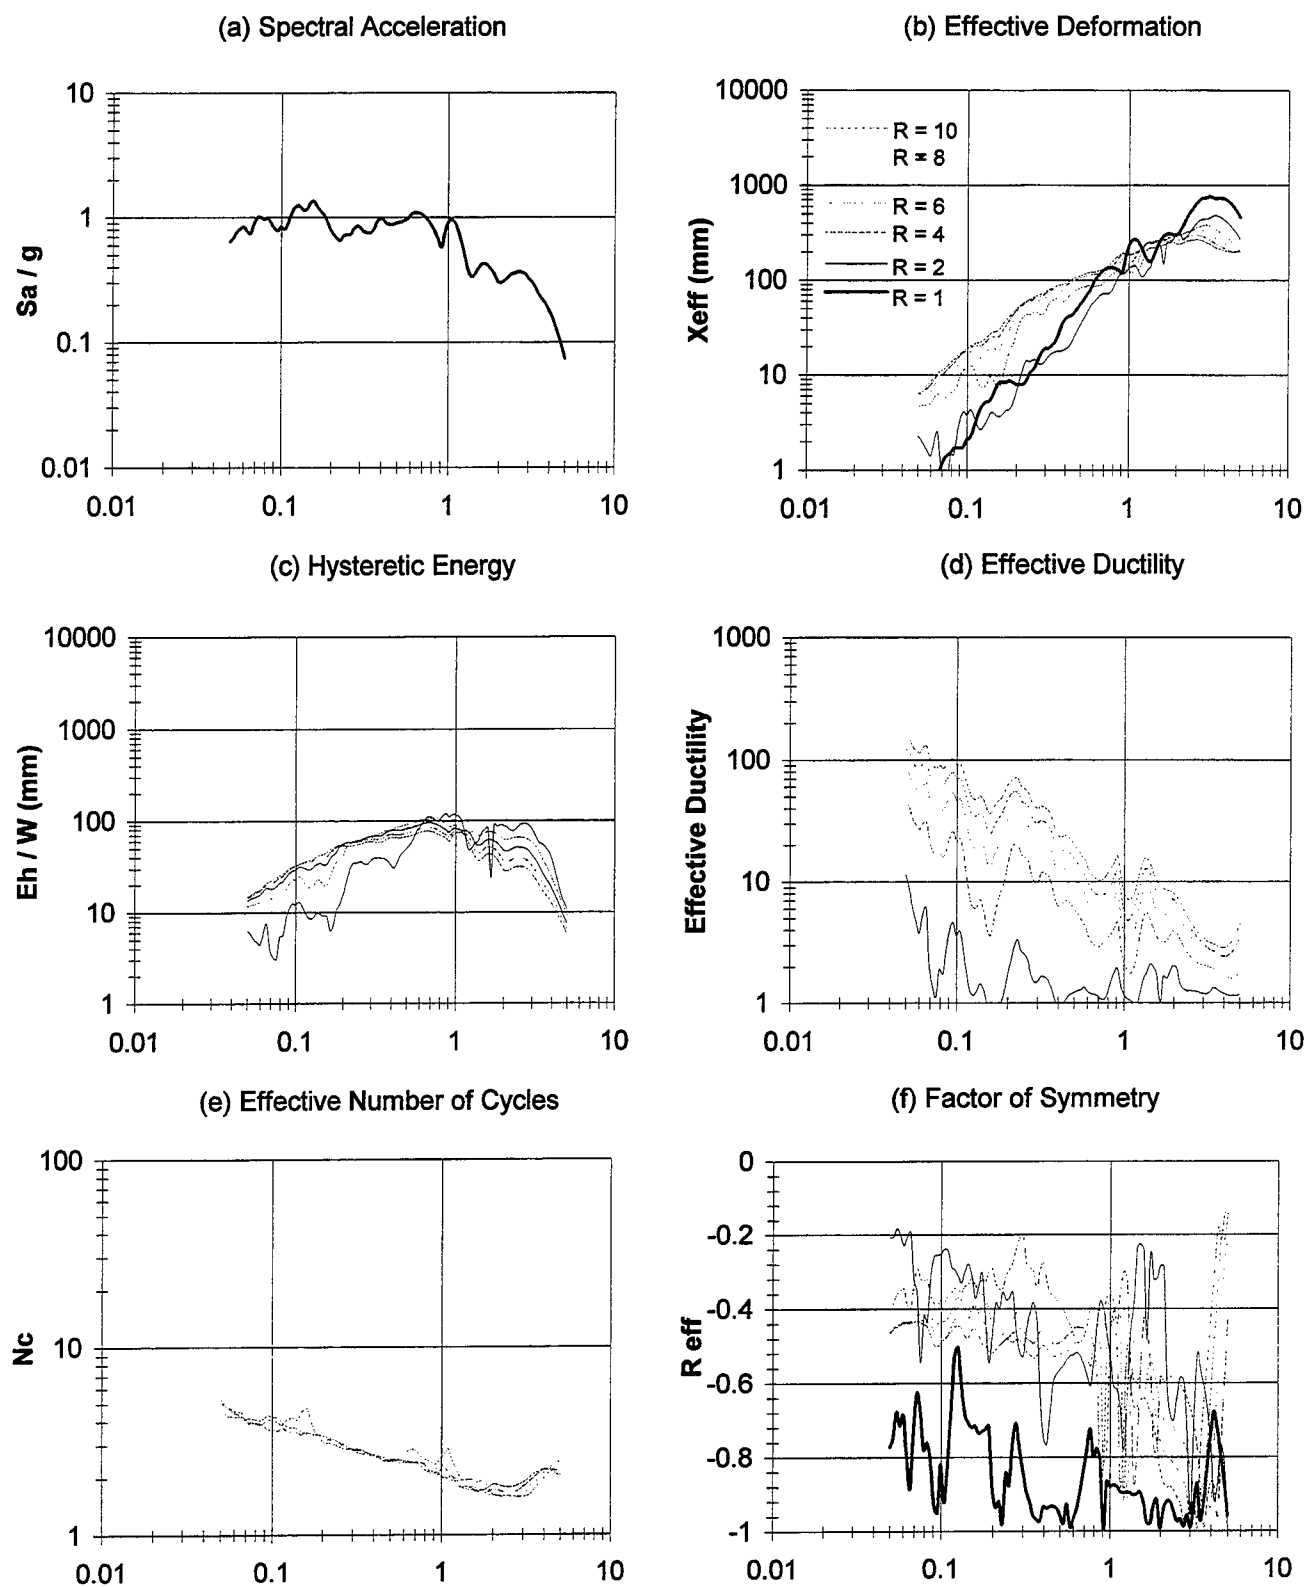 (a) Spectral Acceleration
10
1
0.1
0.01
Sa / g
0.01
0.1
1
10
(b) Effective Deformation
10000
1000
100
10
1
Xeff (mm)
R = 10
R = 8
R = 6
R = 4
R = 2
R = 1
0.01
0.1
1
10
(c) Hysteretic Energy
10000
1000
100
10
1
Eh / W (mm)
0.01
0.1
1
10
(d) Effective Ductility
1000
100
10
1
Effective Ductility
0.01
0.1
1
10
(e) Effective Number of Cycles
100
10
1
Nc
0.01
0.1
1
10
(f) Factor of Symmetry
0
-0.2
-0.4
-0.6
-0.8
-1
R eff
0.01
0.1
1
10